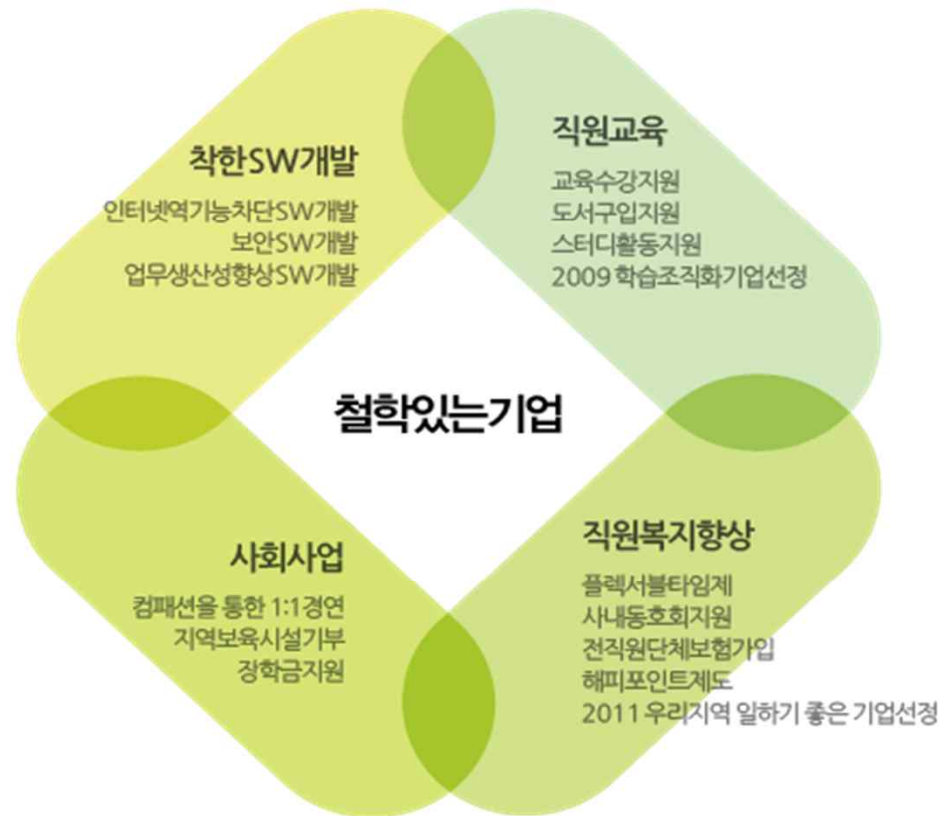 착한SW개발
인터넷역기능차단SW개발
보안SW개발
업무생산성향상SW개발
직원교육
교육수강지원
도서구입지원
스터디활동지원
2009 학습조직화기업선정
철학있는기업
사회사업
컴패션을 통한 1:1경연
지역보육시설기부
장학금지원
직원복지향상
플렉서블타임제
사내동호회지원
전직원단체보험가입
해피포인트제도
2011 우리지역 일하기 좋은 기업선정